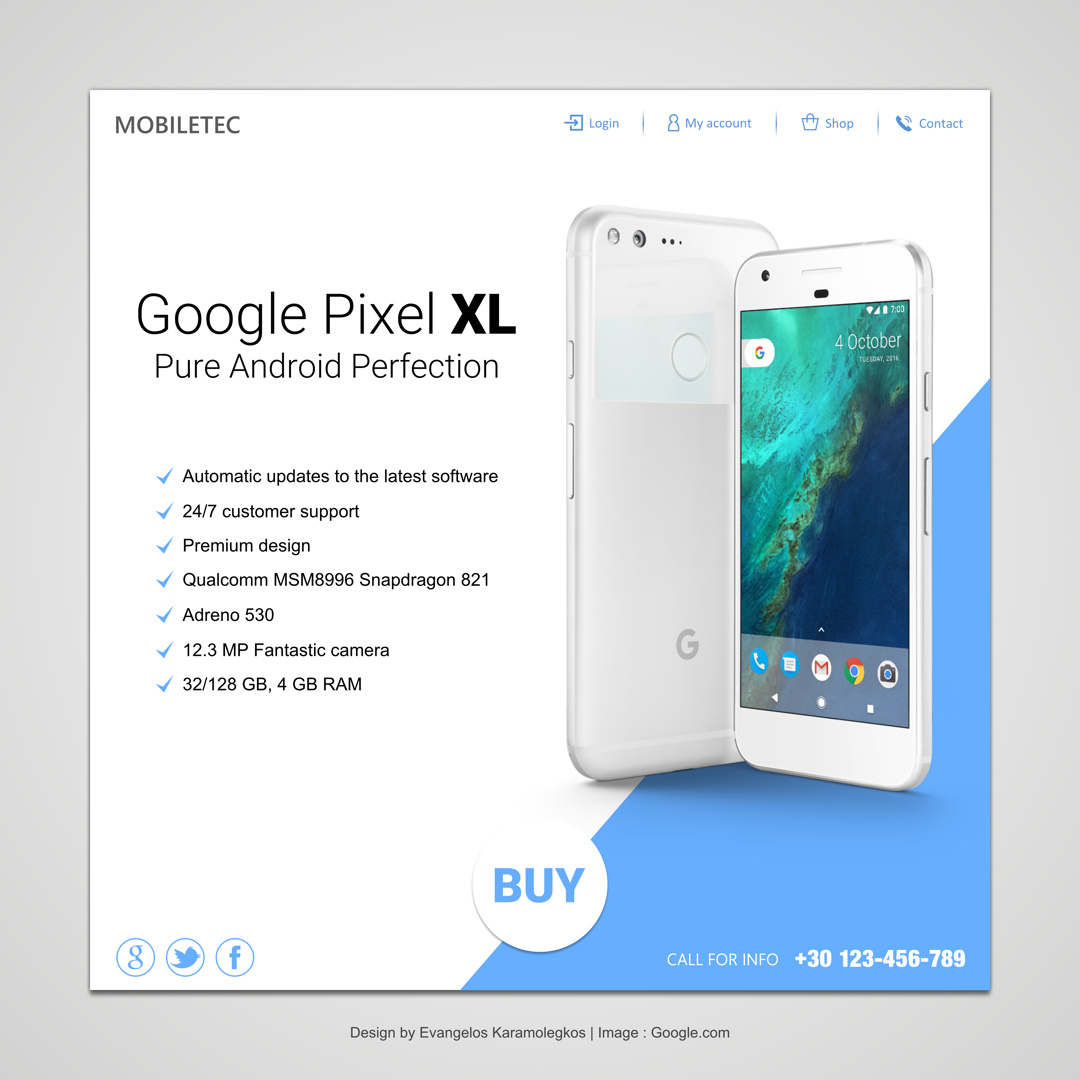 MOBILETEC
Login
My account
Shop
Contact
Google Pixel XL
Pure Android Perfection
7:00
4 October
TUESDAY, 2016
G
Automatic updates to the latest software
24/7 customer support
Premium design
Qualcomm MSM8996 Snapdragon 821
Adreno 530
12.3 MP Fantastic camera
32/128 GB, 4 GB RAM
G
BUY
g
f
CALL FOR INFO +30 123-456-789
Design by Evangelos Karamolegkos | Image : Google.com